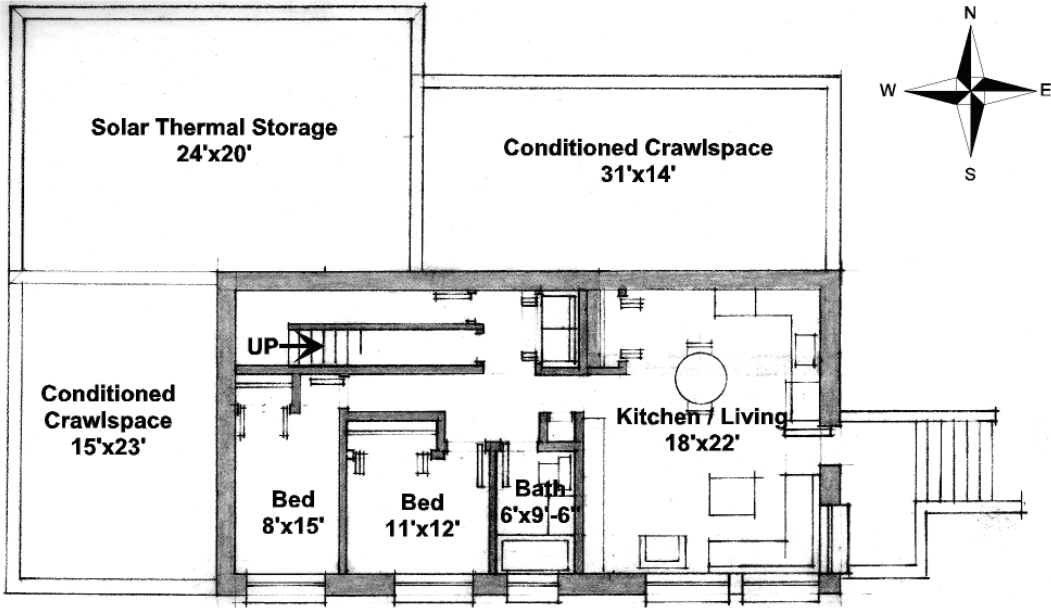 N
W
E
S
Solar Thermal Storage
24'x20'
Conditioned Crawlspace
31'x14'
UP
Conditioned
Crawlspace
15'x23'
Kitchen / Living
18'x22'
Bed
8'x15'
Bed
11'x12'
Bath
6'x9'-6"